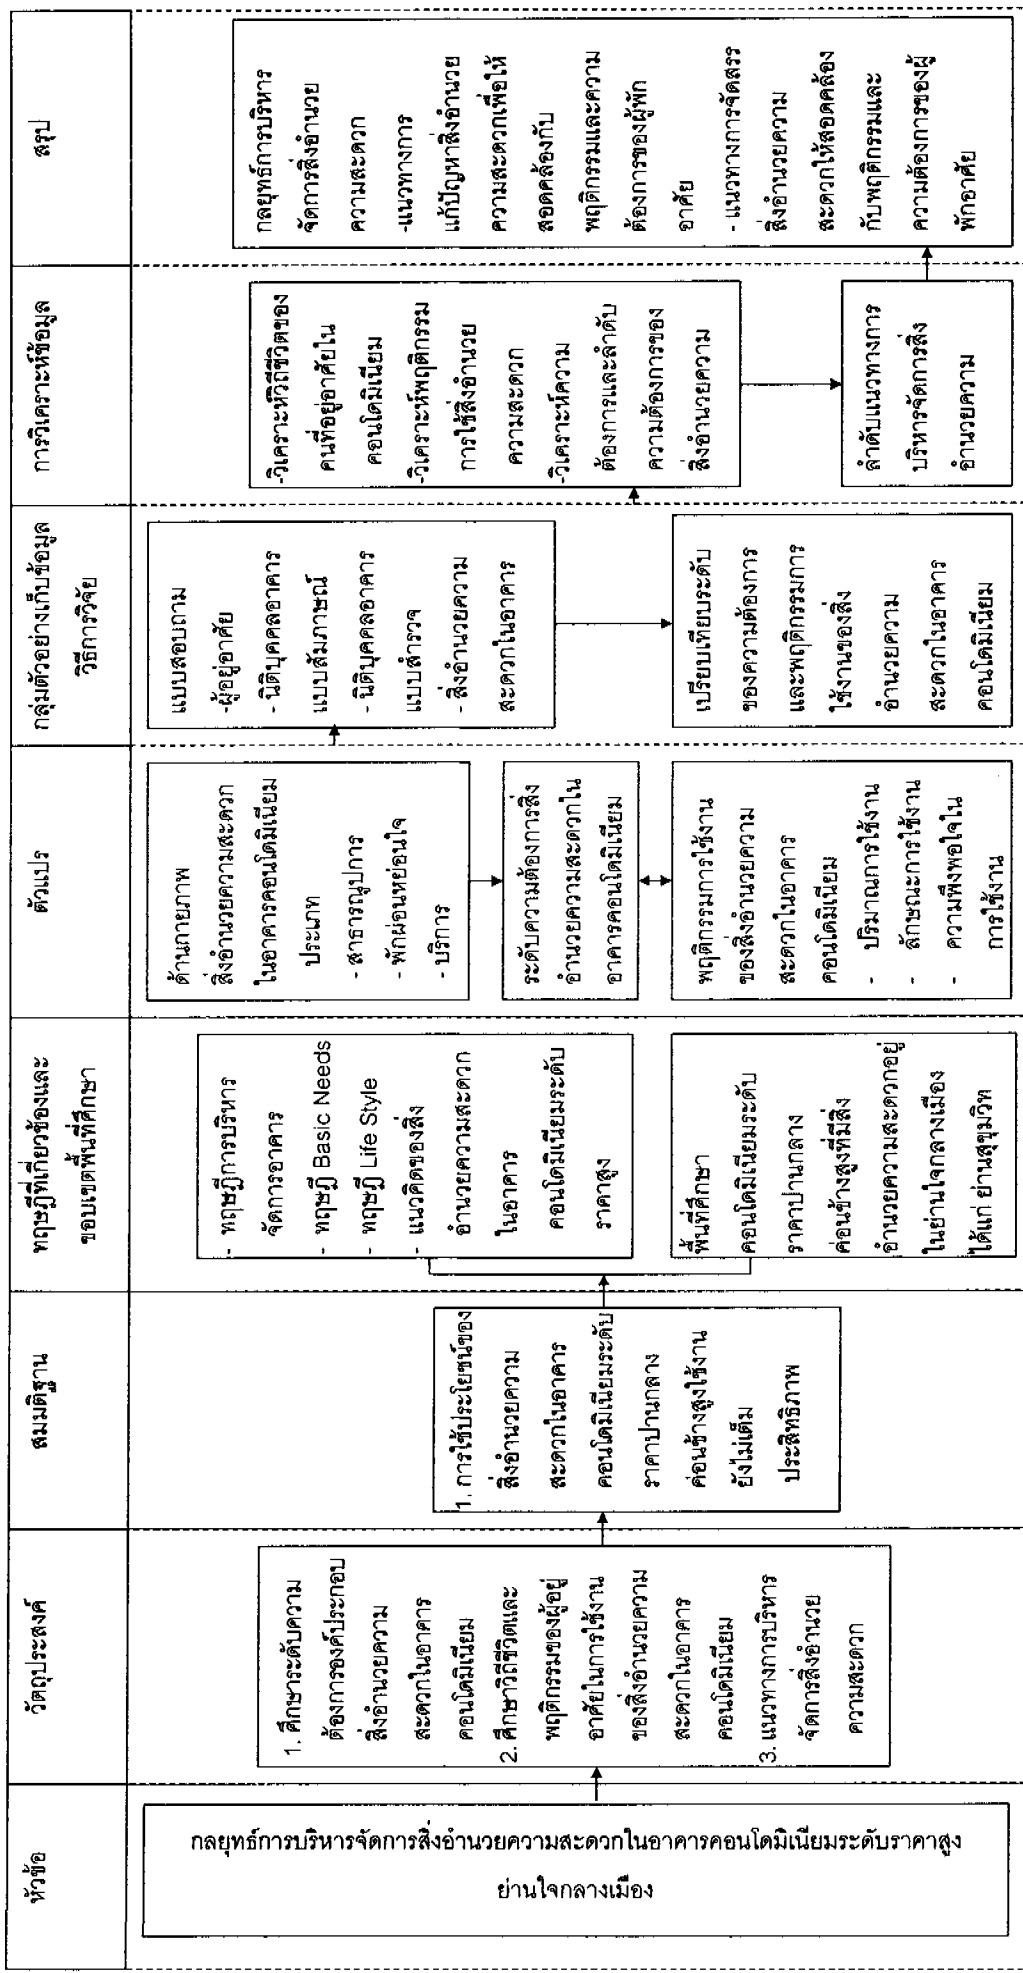 หัวข้อ
วัตถุประสงค์
สมมติฐาน
ทฤษฎีที่เกี่ยวข้องและ
ขอบเขตพื้นที่ศึกษา
ตัวแปร
กลุ่มตัวอย่างเก็บข้อมูล
วิธีการวิจัย
การวิเคราะห์ข้อมูล
สรุป
กลยุทธ์การบริหารจัดการสิ่งอำนวยความสะดวกในอาคารคอนโดมิเนียมระดับราคาสูง
ย่านใจกลางเมือง
1. ศึกษาระดับความ
ต้องการองค์ประกอบ
สิ่งอำนวยความ
สะดวกในอาคาร
คอนโดมิเนียม
2. ศึกษาวิถีชีวิตและ
พฤติกรรมของผู้อยู่
อาศัยในการใช้งาน
ของสิ่งอำนวยความ
สะดวกในอาคาร
คอนโดมิเนียม
3. แนวทางการบริหาร
จัดการสิ่งอำนวย
ความสะดวก
1. การใช้ประโยชน์ของ
สิ่งอำนวยความ
สะดวกในอาคาร
คอนโดมิเนียมระดับ
ราคาปานกลาง
ค่อนข้างสูงใช้งาน
ยังไม่เต็ม
ประสิทธิภาพ
- ทฤษฎีการบริหาร
จัดการอาคาร
- ทฤษฎี Basic Needs
- ทฤษฎี Life Style
- แนวคิดของสิ่ง
อำนวยความสะดวก
ในอาคาร
คอนโดมิเนียมระดับ
ราคาสูง
พื้นที่ศึกษา
คอนโดมิเนียมระดับ
ราคาปานกลาง
ค่อนข้างสูงที่มีสิ่ง
อำนวยความสะดวกอยู่
ในย่านใจกลางเมือง
ได้แก่ ย่านสุขุมวิท
ด้านกายภาพ
สิ่งอำนวยความสะดวก
ในอาคารคอนโดมิเนียม
ประเภท
- สาธารณูปการ
- พักผ่อนหย่อนใจ
- บริการ
ระดับความต้องการสิ่ง
อำนวยความสะดวกใน
อาคารคอนโดมิเนียม
พฤติกรรมการใช้งาน
ของสิ่งอำนวยความ
สะดวกในอาคาร
คอนโดมิเนียม
- ปริมาณการใช้งาน
- ลักษณะการใช้งาน
- ความพึงพอใจใน
การใช้งาน
แบบสอบถาม
-ผู้อยู่อาศัย
- นิติบุคคลอาคาร
แบบสัมภาษณ์
- นิติบุคคลอาคาร
แบบสำรวจ
- สิ่งอำนวยความ
สะดวกในอาคาร
เปรียบเทียบระดับ
ของความต้องการ
และพฤติกรรมการ
ใช้งานของสิ่ง
อำนวยความ
สะดวกในอาคาร
คอนโดมิเนียม
-วิเคราะห์วิถีชีวิตของ
คนที่อยู่อาศัยใน
คอนโดมิเนียม
-วิเคราะห์พฤติกรรม
การใช้สิ่งอำนวย
ความสะดวก
-วิเคราะห์ความ
ต้องการและลำดับ
ความต้องการของ
สิ่งอำนวยความ
ลำดับแนวทางการ
บริหารจัดการสิ่ง
อำนวยความ
กลยุทธ์การบริหาร
จัดการสิ่งอำนวย
ความสะดวก
-แนวทางการ
แก้ปัญหาสิ่งอำนวย
ความสะดวกเพื่อให้
สอดคล้องกับ
พฤติกรรมและความ
ต้องการของผู้พัก
อาศัย
- แนวทางการจัดสรร
สิ่งอำนวยความ
สะดวกให้สอดคล้อง
กับพฤติกรรมและ
ความต้องการของผู้
พักอาศัย